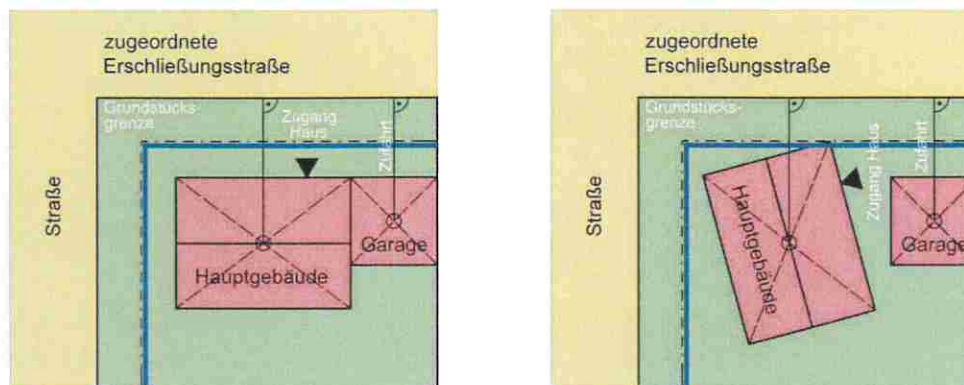 zugeordnete
Erschließungsstraße
Grundstücks-
grenze
Zugang
Haus
Zufahrt
Straße
Hauptgebäude
Garage
zugeordnete
Erschließungsstraße
Grundstücks-
grenze
Zugang Haus
Zufahrt
Straße
Hauptgebäude
Garage